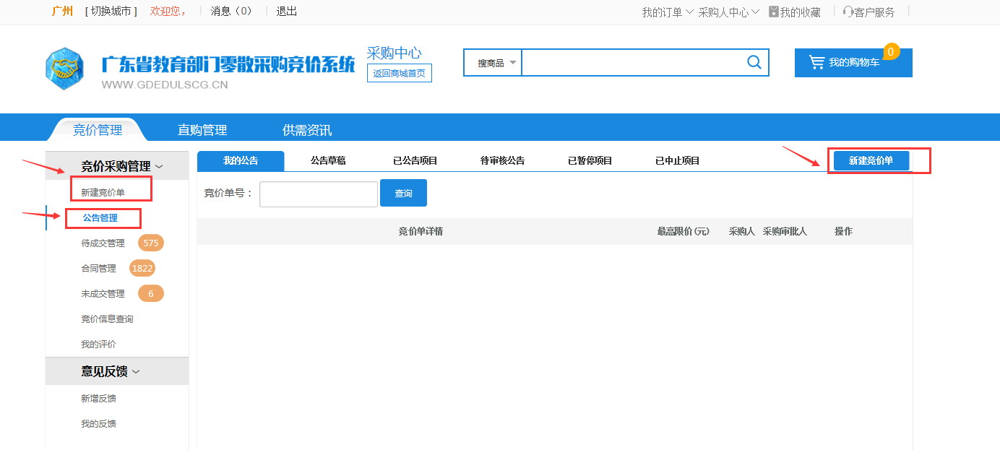 广州 [ 切换城市 ] 欢迎您， 消息（0） 退出 我的订单 采购人中心 我的收藏 客户服务
广东省教育部门零散采购竞价系统
WWW.GDEDULSCG.CN
采购中心
返回商城首页
搜商品
我的购物车 0
竞价管理 直购管理 供需资讯
竞价采购管理
新建竞价单
公告管理
待成交管理 575
合同管理 1822
未成交管理 6
竞价信息查询
我的评价
意见反馈
新增反馈
我的反馈
我的公告 公告草稿 已公告项目 待审核公告 已暂停项目 已中止项目 新建竞价单
竞价单号： 查询
竞价单详情 最高限价(元) 采购人 采购审批人 操作